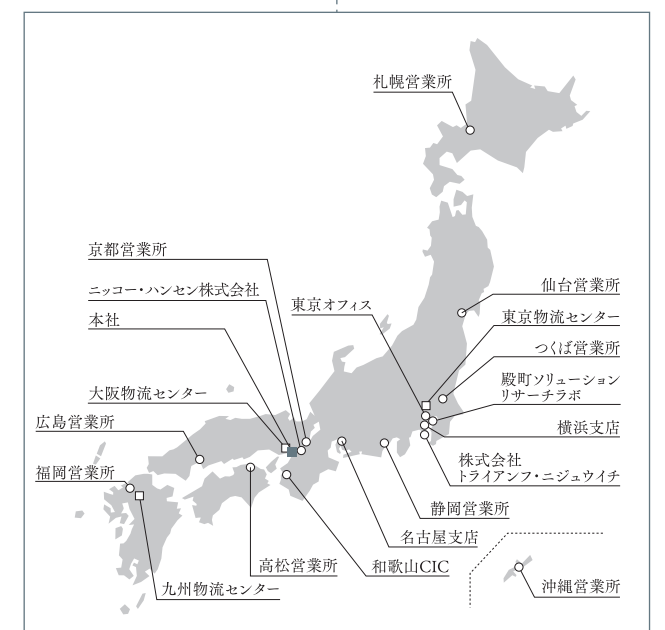 札幌営業所
京都営業所
ニッコー・ハンセン株式会社
本社
東京オフィス
仙台営業所
東京物流センター
つくば営業所
殿町ソリューション
リサーチラボ
大阪物流センター
広島営業所
横浜支店
福岡営業所
株式会社
トライアンフ・ニジュウイチ
静岡営業所
名古屋支店
高松営業所
和歌山CIC
九州物流センター
沖縄営業所